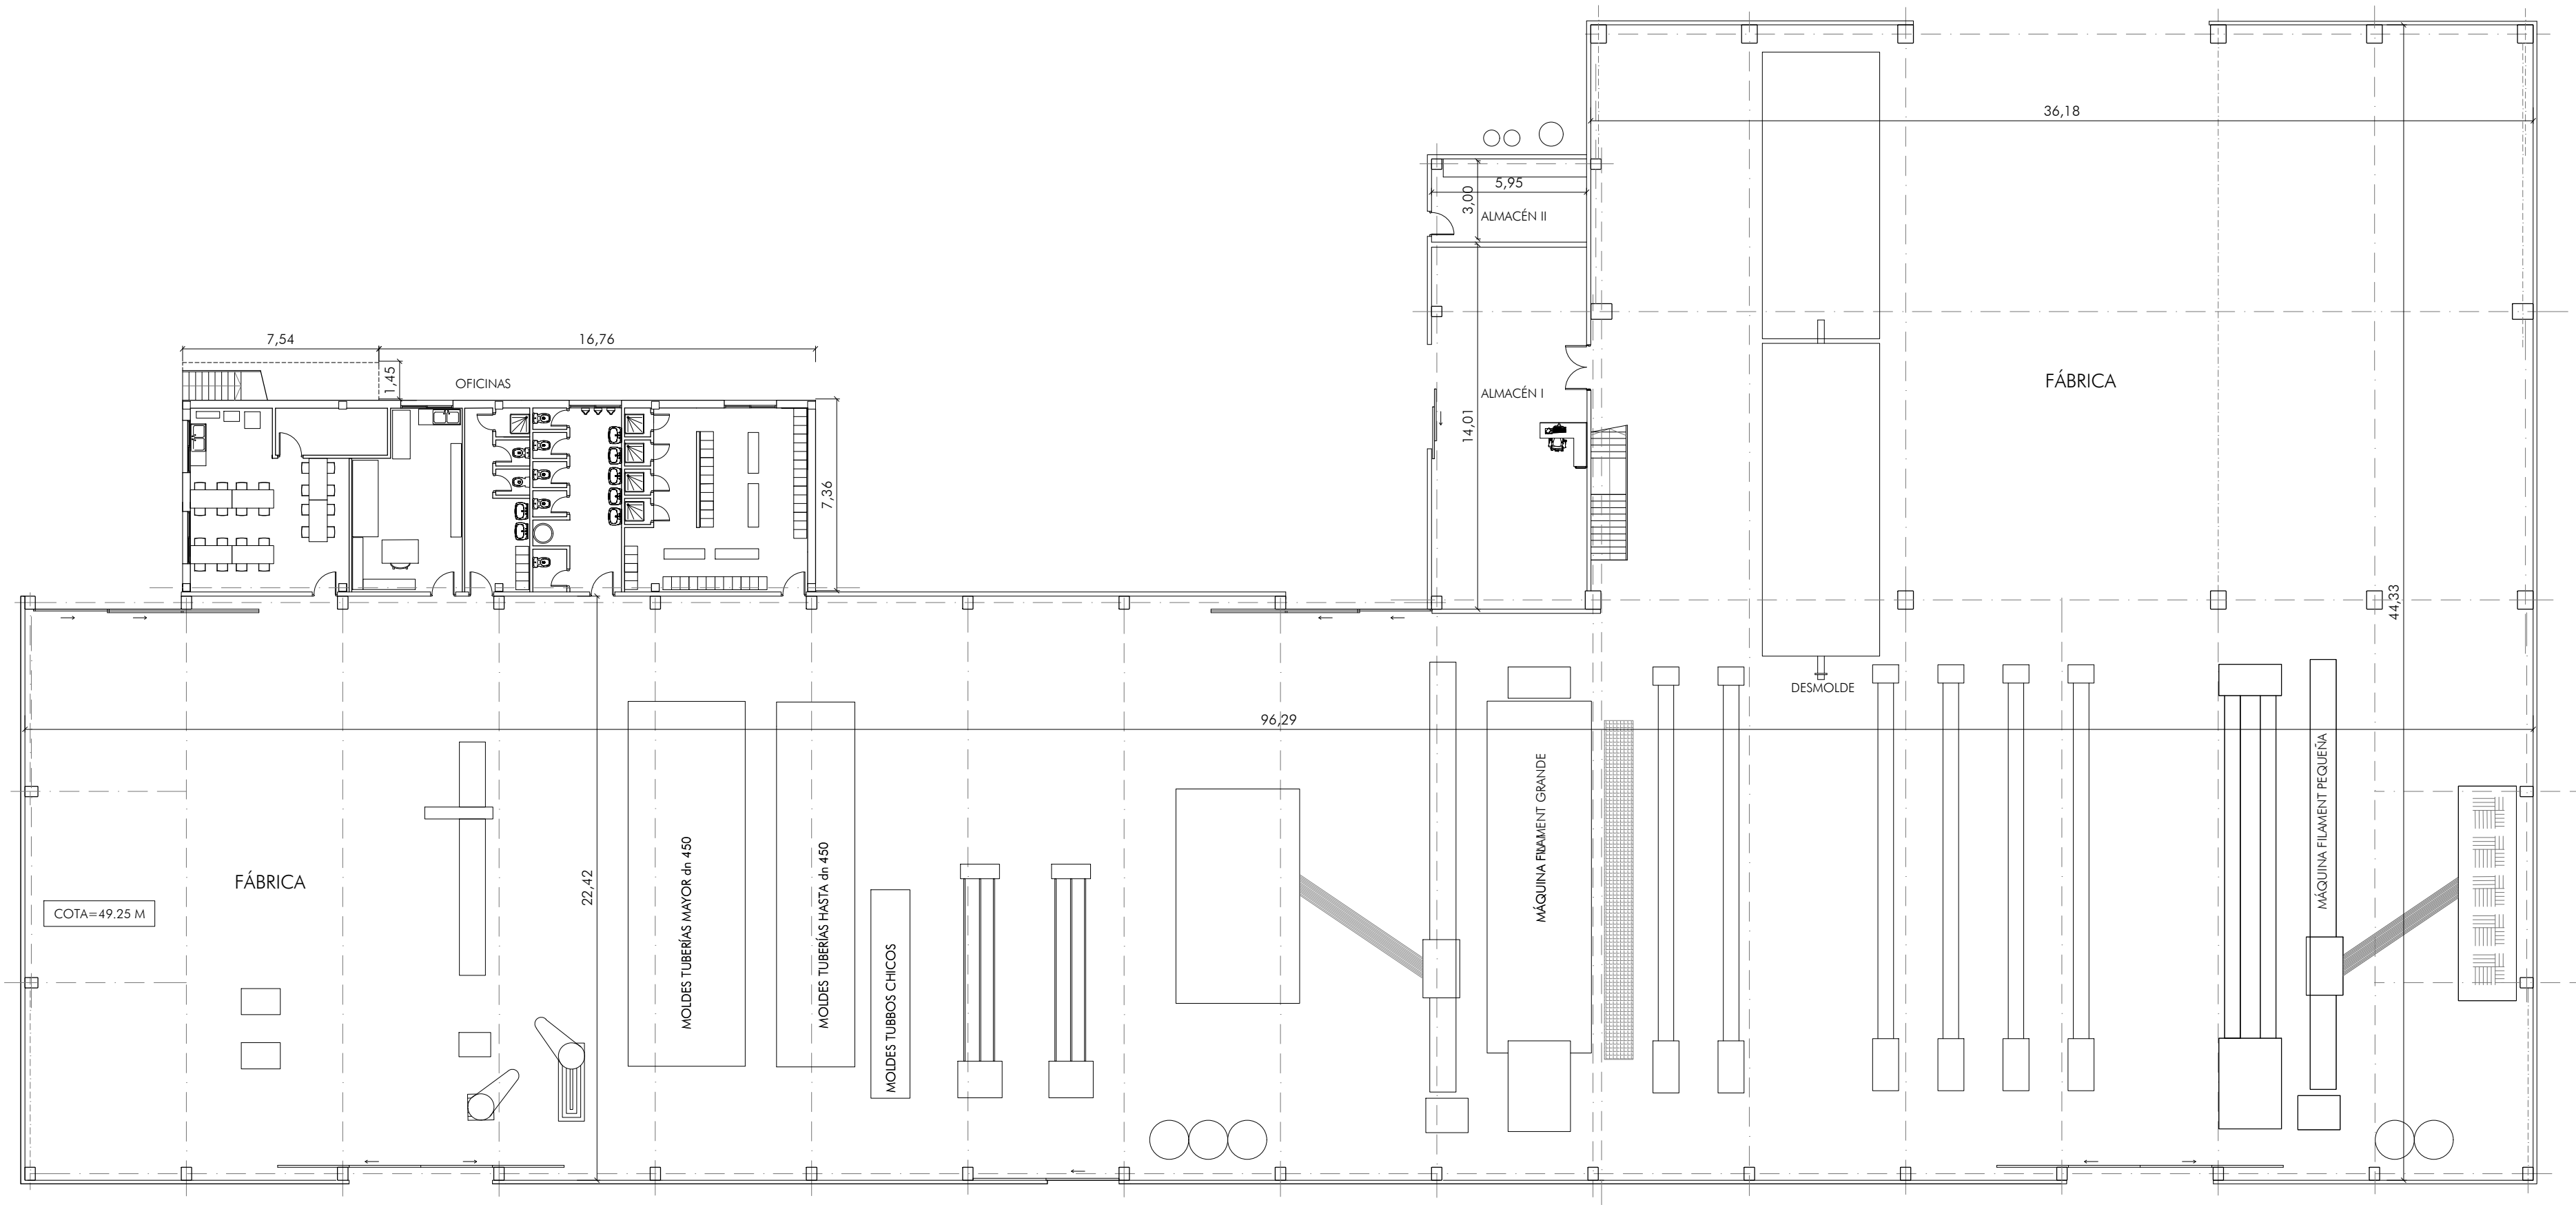 36,18
5,95
3,00
ALMACÉN II
7,54
16,76
1,45
OFICINAS
FÁBRICA
ALMACÉN I
14,01
7,36
44,33
DESMOLDE
96,29
MÁQUINA FILAMENT GRANDE
MÁQUINA FILAMENT PEQUEÑA
MOLDES TUBERÍAS MAYOR dn 450
MOLDES TUBERÍAS HASTA dn 450
22,42
FÁBRICA
COTA=49.25 M
MOLDES TUBBOS CHICOS